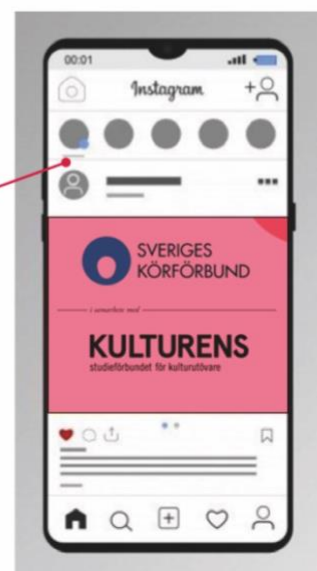 00:01
Instagram
SVERIGES
KÖRFÖRBUND
i samarbete med
KULTURENS
studieförbundet för kulturutövare